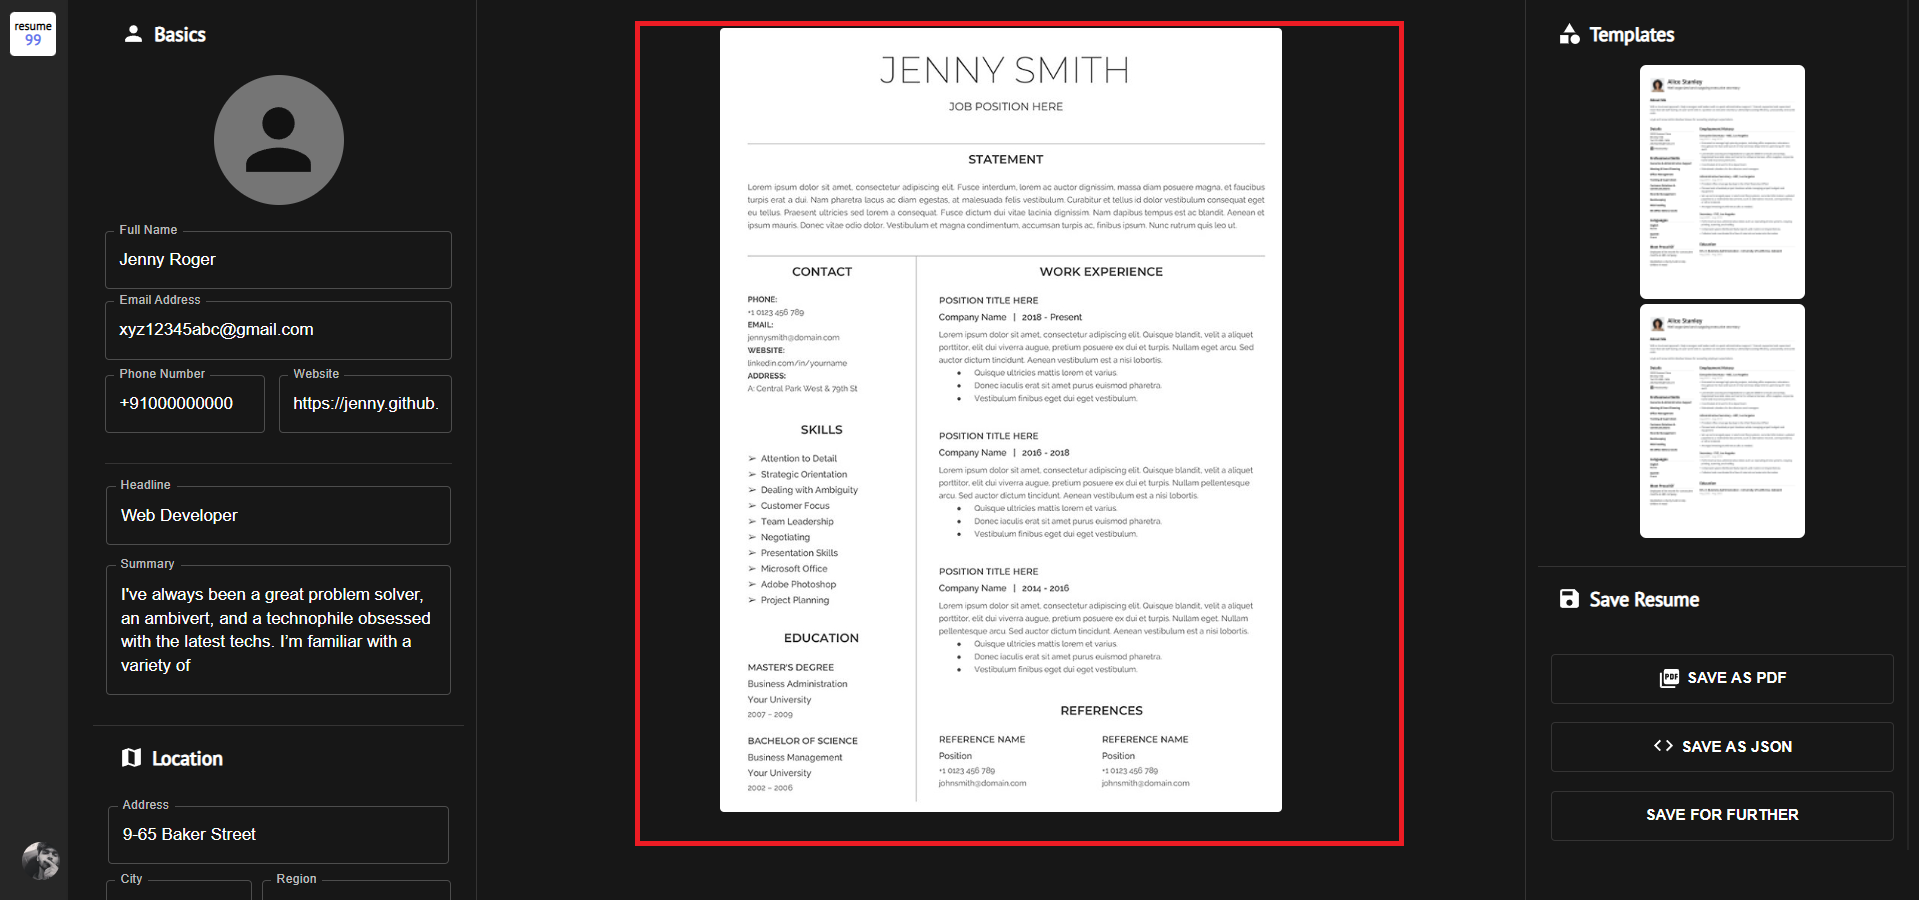 resume
99
Basics
Full Name
Jenny Roger
Email Address
xyz12345abc@gmail.com
Phone Number
+91000000000
Website
https://jenny.github.
Headline
Web Developer
Summary
I've always been a great problem solver,
an ambivert, and a technophile obsessed
with the latest techs. I'm familiar with a
variety of
Location
Address
9-65 Baker Street
City
Region
JENNY SMITH
JOB POSITION HERE
STATEMENT
Lorem ipsum dolor sit amet, consectetur adipiscing elit. Fusce interdum, lorem ac auctor dignissim, massa diam posuere magna, et faucibus
turpis erat a dui. Nam pharetra lacus ac diam egestas, at malesuada felis vestibulum. Curabitur et tellus id dolor vestibulum consequat eget
eu tellus. Praesent ultricies sed lorem a consequat. Fusce dictum dui vitae lacinia dignissim. Nam dapibus tempus est ac blandit. Aenean et
ipsum mauris. Donec vitae odio dolor. Vestibulum et magna condimentum, accumsan turpis ac, finibus ipsum. Nunc rutrum quis leo ut.
CONTACT
PHONE:
+1 0123 456 789
EMAIL:
jennysmith@domain.com
WEBSITE:
linkedin.com/in/yourname
ADDRESS:
A: Central Park West & 79th St
SKILLS
➢ Attention to Detail
➢ Strategic Orientation
➢ Dealing with Ambiguity
➢ Customer Focus
➢ Team Leadership
➢ Negotiating
➢ Presentation Skills
➢ Microsoft Office
➢ Adobe Photoshop
➢ Project Planning
EDUCATION
MASTER'S DEGREE
Business Administration
Your University
2007 – 2009
BACHELOR OF SCIENCE
Business Management
Your University
2002 – 2006
WORK EXPERIENCE
POSITION TITLE HERE
Company Name | 2018 - Present
Lorem ipsum dolor sit amet, consectetur adipiscing elit. Quisque blandit, velit a aliquet
porttitor, elit dui viverra augue, pretium posuere ex dui et turpis. Nullam eget arcu. Sed
auctor dictum tincidunt. Aenean vestibulum est a nisi lobortis.
• Quisque ultricies mattis lorem et varius.
• Donec iaculis erat sit amet purus euismod pharetra.
• Vestibulum finibus eget dui eget vestibulum.
POSITION TITLE HERE
Company Name | 2016 - 2018
Lorem ipsum dolor sit amet, consectetur adipiscing elit. Quisque blandit, velit a aliquet
porttitor, elit dui viverra augue, pretium posuere ex dui et turpis. Nullam pellentesque
arcu. Sed auctor dictum tincidunt. Aenean vestibulum est a nisi lobortis.
• Quisque ultricies mattis lorem et varius.
• Donec iaculis erat sit amet purus euismod pharetra.
• Vestibulum finibus eget dui eget vestibulum.
POSITION TITLE HERE
Company Name | 2014 - 2016
Lorem ipsum dolor sit amet, consectetur adipiscing elit. Quisque blandit, velit a aliquet
porttitor, elit dui viverra augue, pretium posuere ex dui et turpis. Nullam eget. Nullam
pellentesque arcu. Sed auctor dictum tincidunt. Aenean vestibulum est a nisi lobortis.
• Quisque ultricies mattis lorem et varius.
• Donec iaculis erat sit amet purus euismod pharetra.
• Vestibulum finibus eget dui eget vestibulum.
REFERENCES
REFERENCE NAME
Position
+1 0123 456 789
johnsmith@domain.com
REFERENCE NAME
Position
+1 0123 456 789
johnsmith@domain.com
Templates
Alice Stanley
Alice Stanley
Save Resume
PDF SAVE AS PDF
<> SAVE AS JSON
SAVE FOR FURTHER